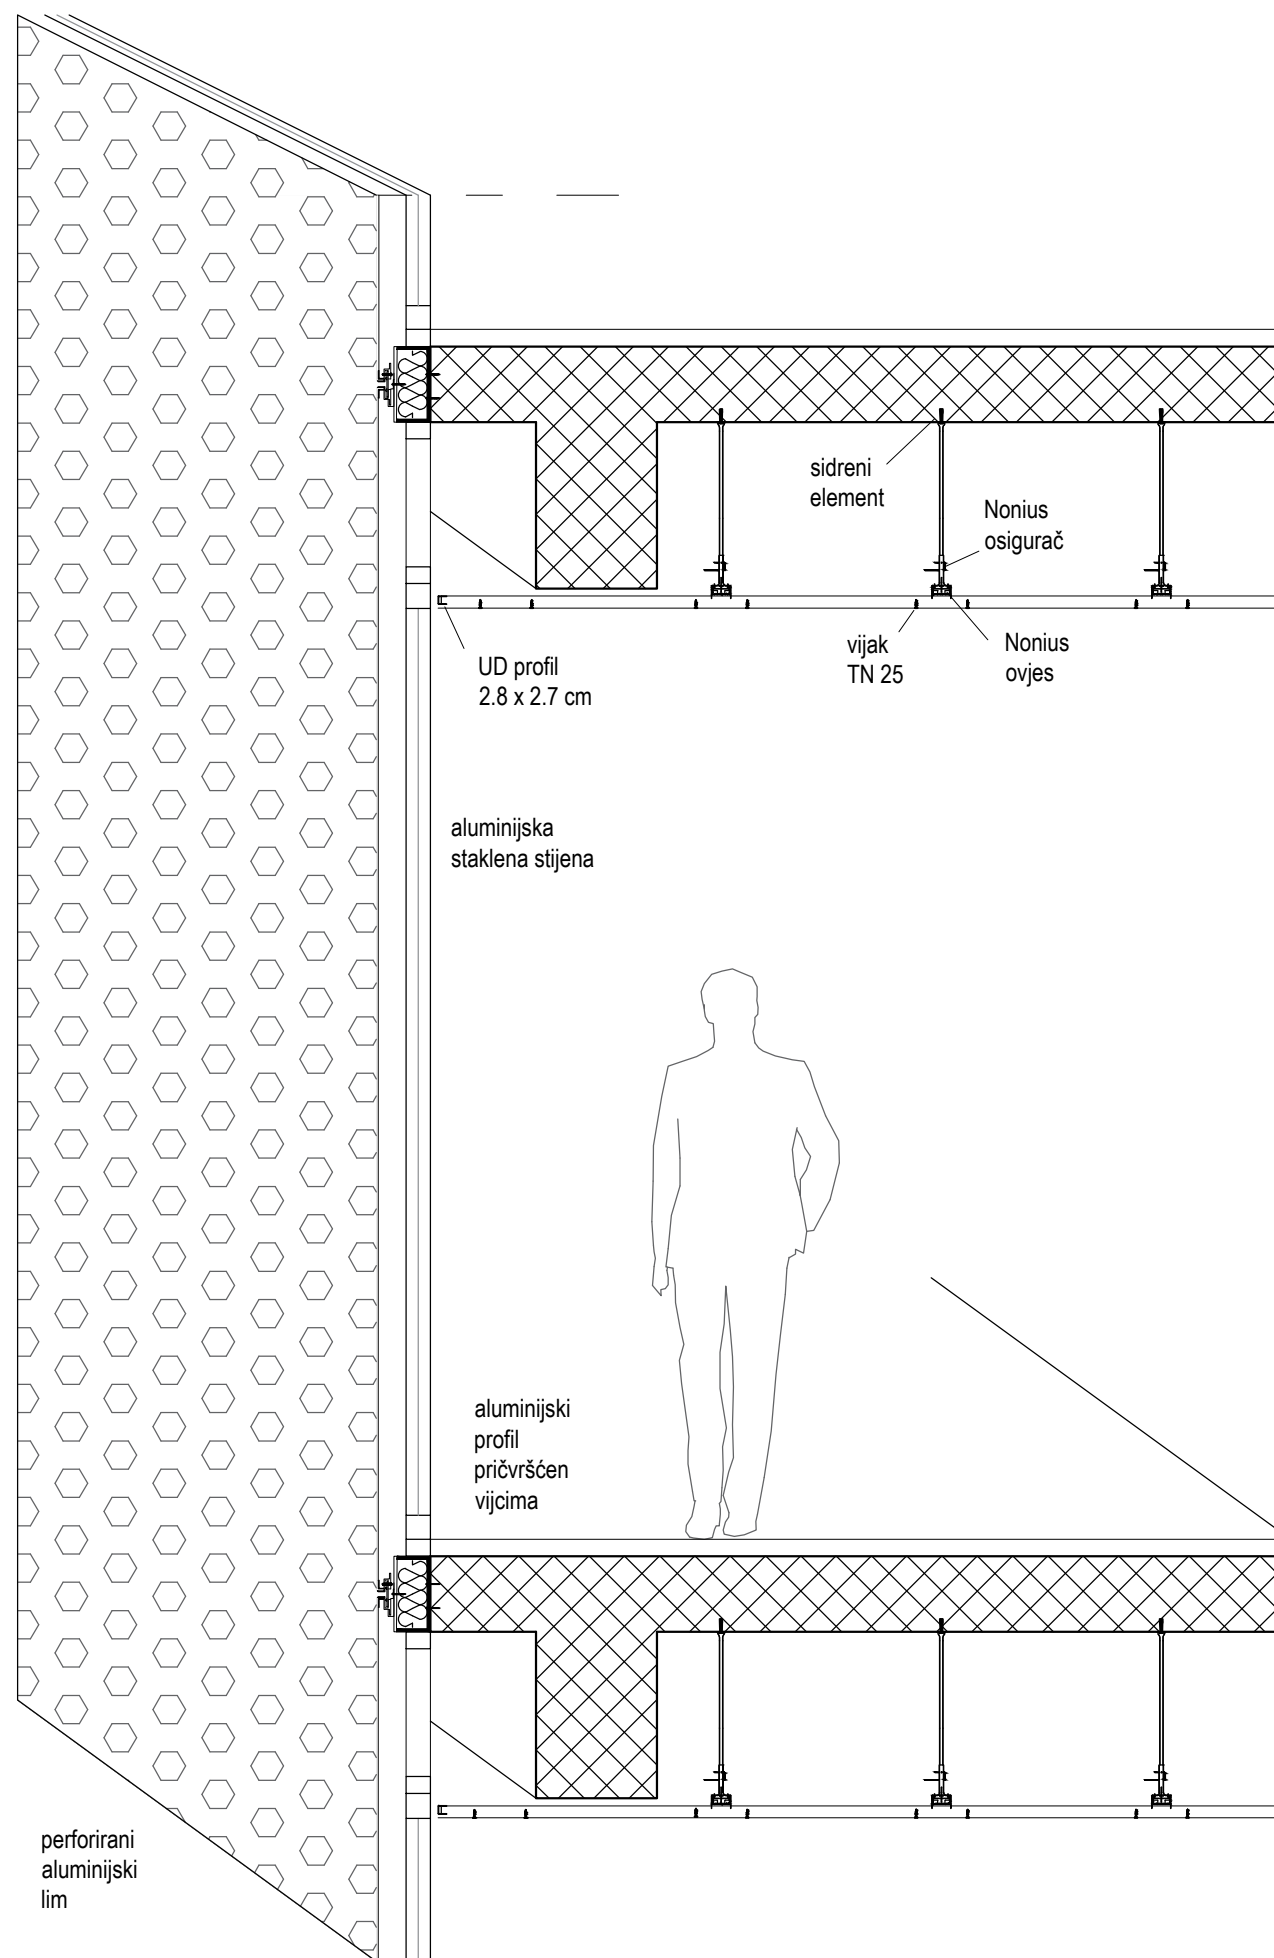 sidreni
element
Nonius
osigurač
vijak
TN 25
Nonius
ovjes
UD profil
2.8 x 2.7 cm
aluminijska
staklena stijena
aluminijski
profil
pričvršćen
vijcima
perforirani
aluminijski
lim